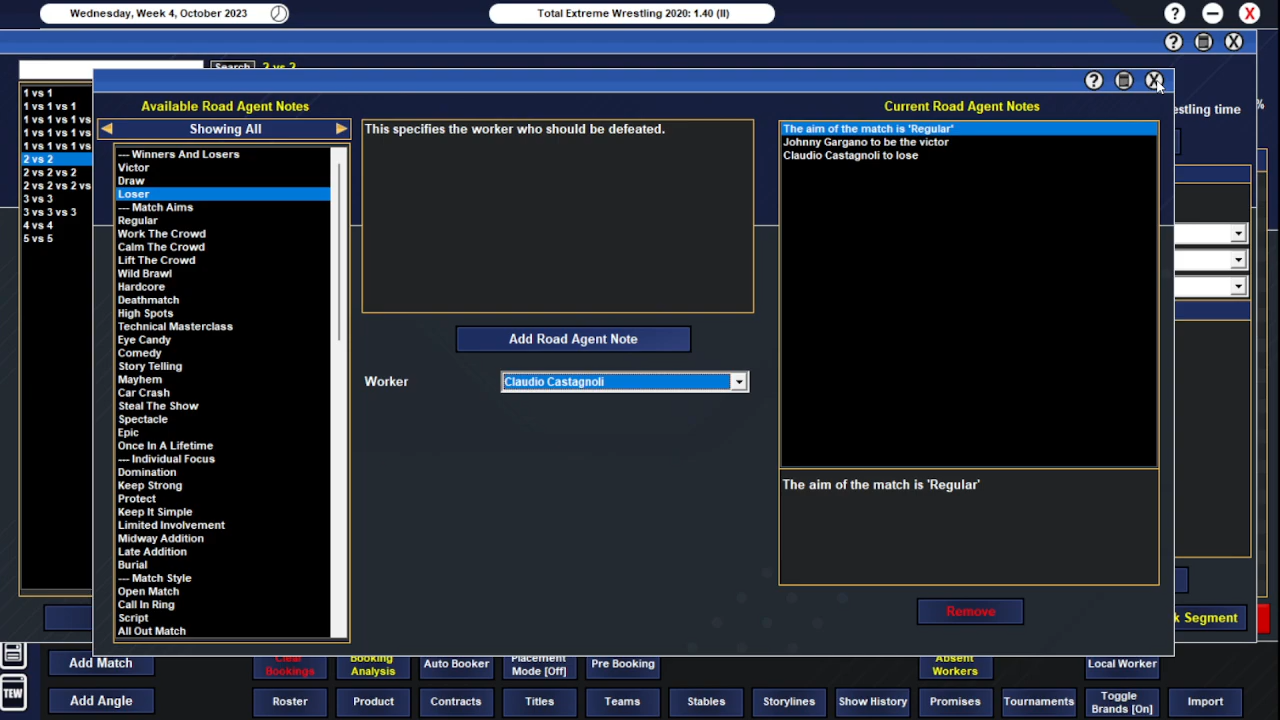 Wednesday, Week 4, October 2023
Total Extreme Wrestling 2020: 1.40 (II)
Search
2 vs 2
Available Road Agent Notes
Showing All
--- Winners And Losers
Victor
Draw
Loser
--- Match Aims
Regular
Work The Crowd
Calm The Crowd
Lift The Crowd
Wild Brawl
Hardcore
Deathmatch
High Spots
Technical Masterclass
Eye Candy
Comedy
Story Telling
Mayhem
Car Crash
Steal The Show
Spectacle
Epic
Once In A Lifetime
--- Individual Focus
Domination
Keep Strong
Protect
Keep It Simple
Limited Involvement
Midway Addition
Late Addition
Burial
--- Match Style
Open Match
Call In Ring
Script
All Out Match
1 vs 1
1 vs 1 vs 1
1 vs 1 vs
1 vs 1 vs
1 vs 1 vs
2 vs 2
2 vs 2 vs 2
2 vs 2 vs 2 vs
3 vs 3
3 vs 3 vs 3
4 vs 4
5 vs 5
This specifies the worker who should be defeated.
Add Road Agent Note
Worker
Claudio Castagnoli
Current Road Agent Notes
The aim of the match is 'Regular'
Johnny Gargano to be the victor
Claudio Castagnoli to lose
The aim of the match is 'Regular'
Remove
time
%
Segment
Add Match
Clear Bookings
Booking Analysis
Auto Booker
Placement Mode [Off]
Pre Booking
Absent Workers
Local Worker
TEW
Add Angle
Roster
Product
Contracts
Titles
Teams
Stables
Storylines
Show History
Promises
Tournaments
Toggle Brands [On]
Import